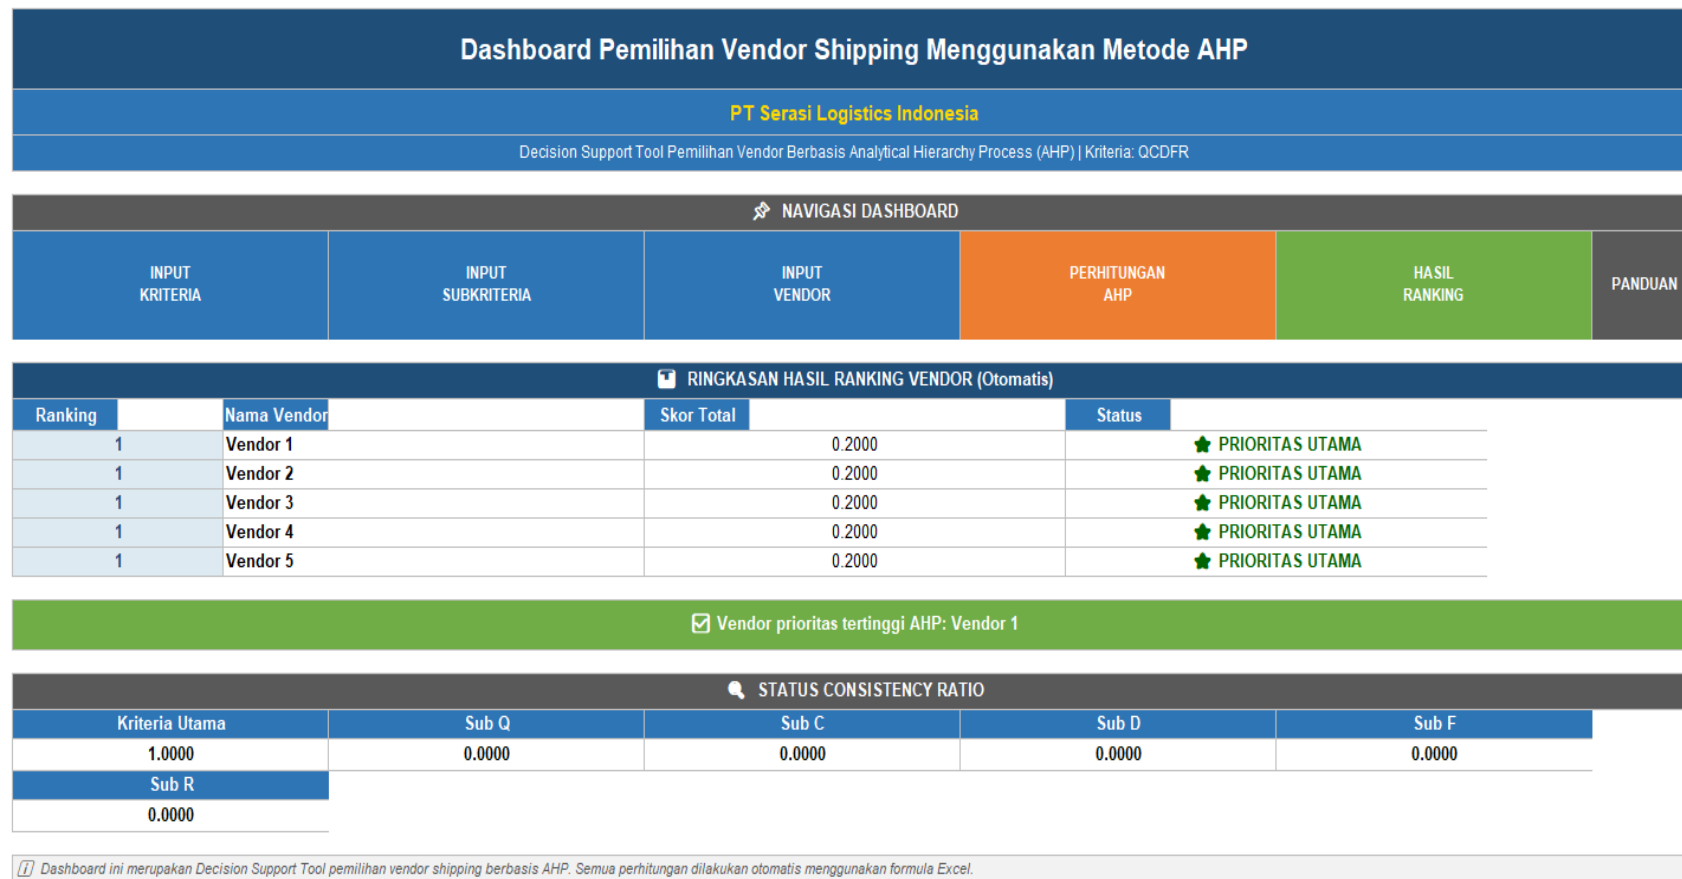 Dashboard Pemilihan Vendor Shipping Menggunakan Metode AHP
PT Serasi Logistics Indonesia
Decision Support Tool Pemilihan Vendor Berbasis Analytical Hierarchy Process (AHP) | Kriteria: QCDFR
NAVIGASI DASHBOARD
INPUT
KRITERIA
INPUT
SUBKRITERIA
INPUT
VENDOR
PERHITUNGAN
AHP
HASIL
RANKING
PANDUAN
RINGKASAN HASIL RANKING VENDOR (Otomatis)
Ranking Nama Vendor Skor Total Status
1 Vendor 1 0.2000 PRIORITAS UTAMA
1 Vendor 2 0.2000 PRIORITAS UTAMA
1 Vendor 3 0.2000 PRIORITAS UTAMA
1 Vendor 4 0.2000 PRIORITAS UTAMA
1 Vendor 5 0.2000 PRIORITAS UTAMA
Vendor prioritas tertinggi AHP: Vendor 1
STATUS CONSISTENCY RATIO
Kriteria Utama Sub Q Sub C Sub D Sub F
1.0000 0.0000 0.0000 0.0000 0.0000
Sub R
0.0000
Dashboard ini merupakan Decision Support Tool pemilihan vendor shipping berbasis AHP. Semua perhitungan dilakukan otomatis menggunakan formula Excel.